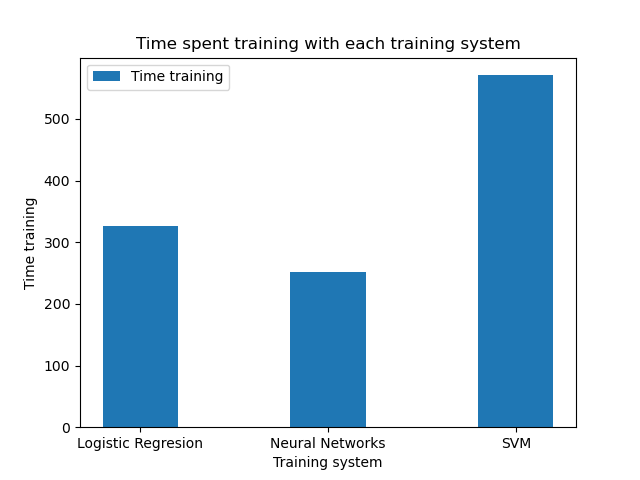 Time spent training with each training system
Time training
500
400
300
200
100
0
Time training
Logistic Regresion
Neural Networks
SVM
Training system